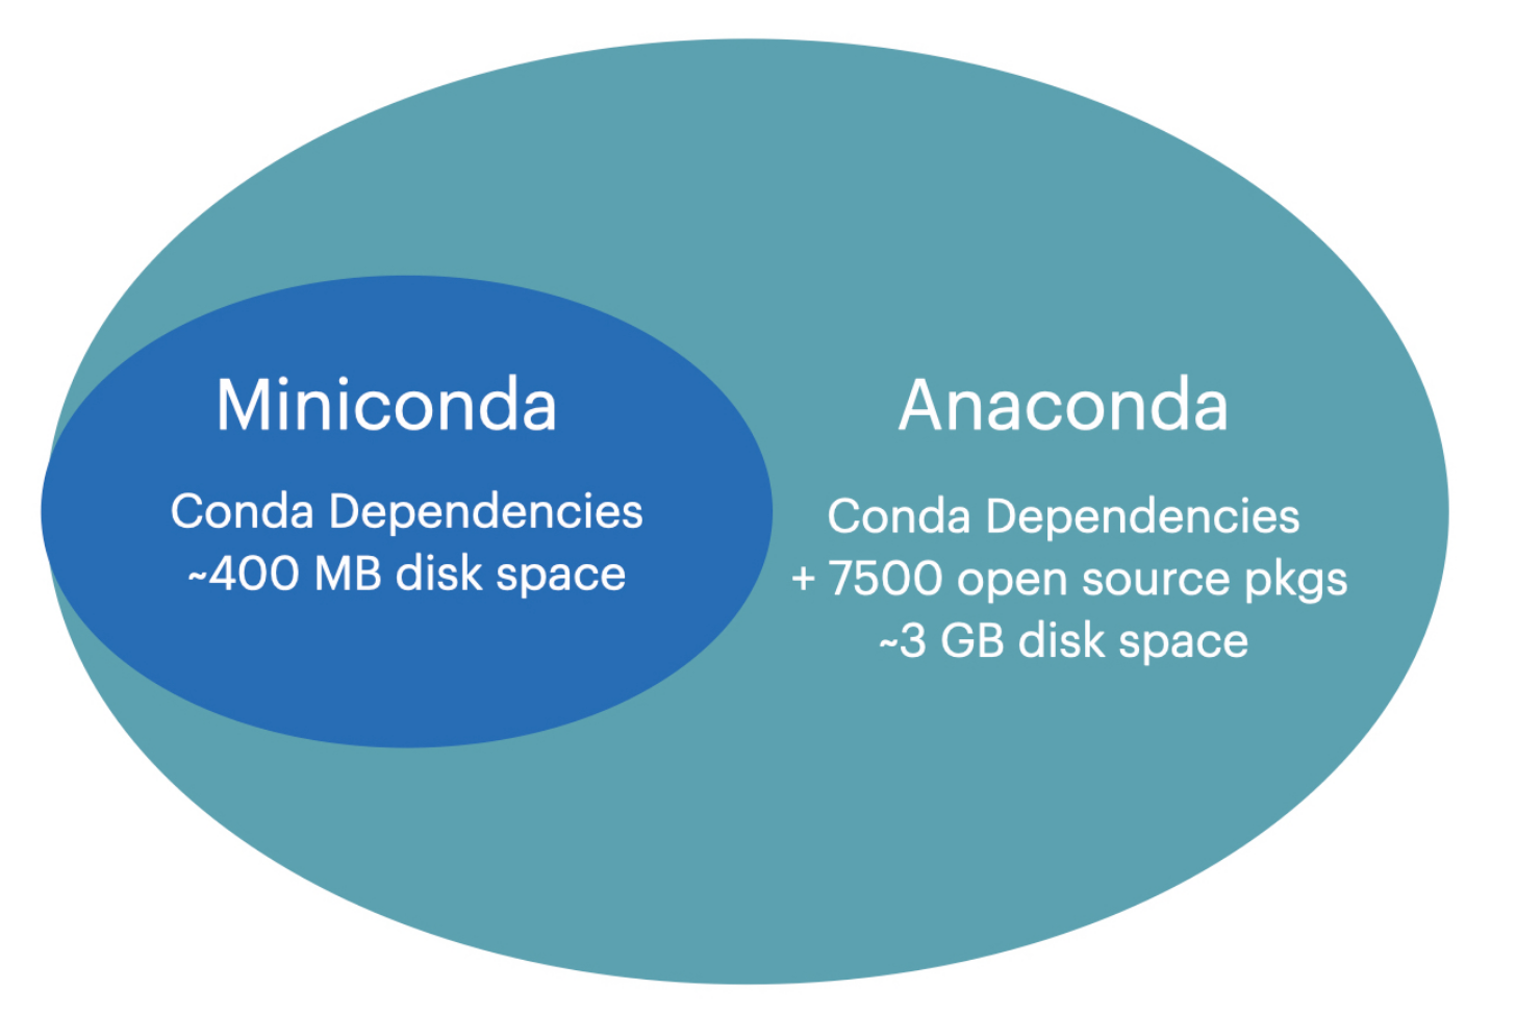 Miniconda
Conda Dependencies
~400 MB disk space
Anaconda
Conda Dependencies
+ 7500 open source pkgs
~3 GB disk space